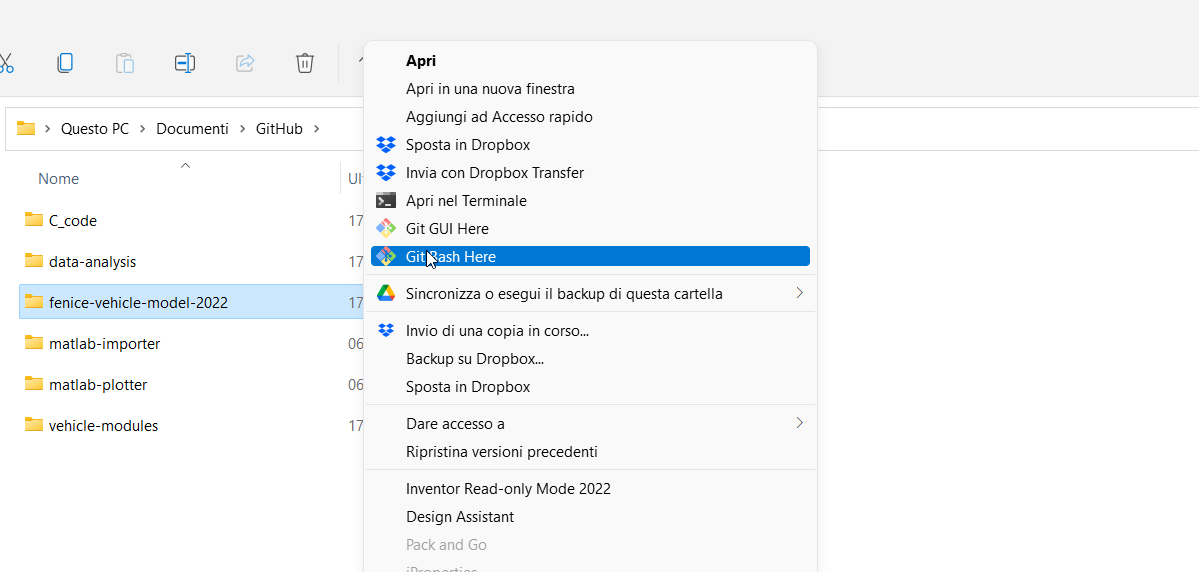 Questo PC > Documenti > GitHub >
Nome
Ul
C_code
17
data-analysis
17
fenice-vehicle-model-2022
17
matlab-importer
06
matlab-plotter
06
vehicle-modules
17
Apri
Apri in una nuova finestra
Aggiungi ad Accesso rapido
Sposta in Dropbox
Invia con Dropbox Transfer
Apri nel Terminale
Git GUI Here
Git Bash Here
Sincronizza o esegui il backup di questa cartella
Invio di una copia in corso...
Backup su Dropbox...
Sposta in Dropbox
Dare accesso a
Ripristina versioni precedenti
Inventor Read-only Mode 2022
Design Assistant
Pack and Go
iProperties